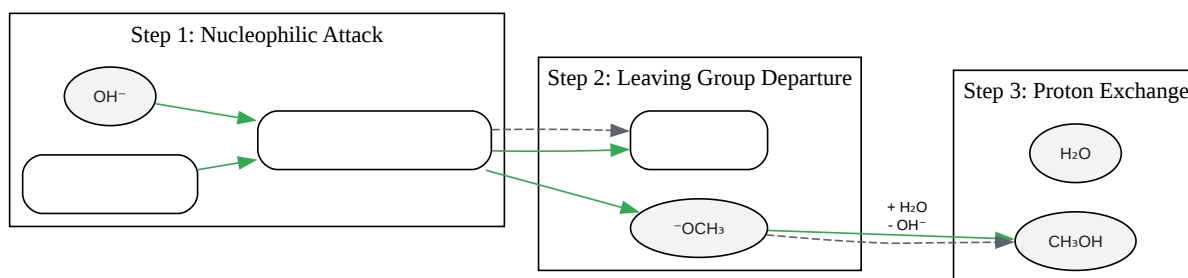 Step 1: Nucleophilic Attack
OH⁻
Step 2: Leaving Group Departure
⁻OCH₃
+ H₂O
- OH⁻
Step 3: Proton Exchange
H₂O
CH₃OH